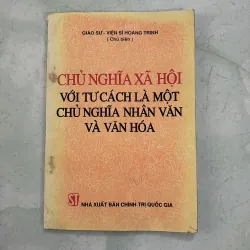 GIÁO SƯ - VIỆN SĨ HOÀNG TRINH
( Chủ biên )
CHỦ NGHĨA XÃ HỘI
VỚI TƯ CÁCH LÀ MỘT
CHỦ NGHĨA NHÂN VĂN
VÀ VĂN HÓA
ST NHÀ XUẤT BẢN CHÍNH TRỊ QUỐC GIA